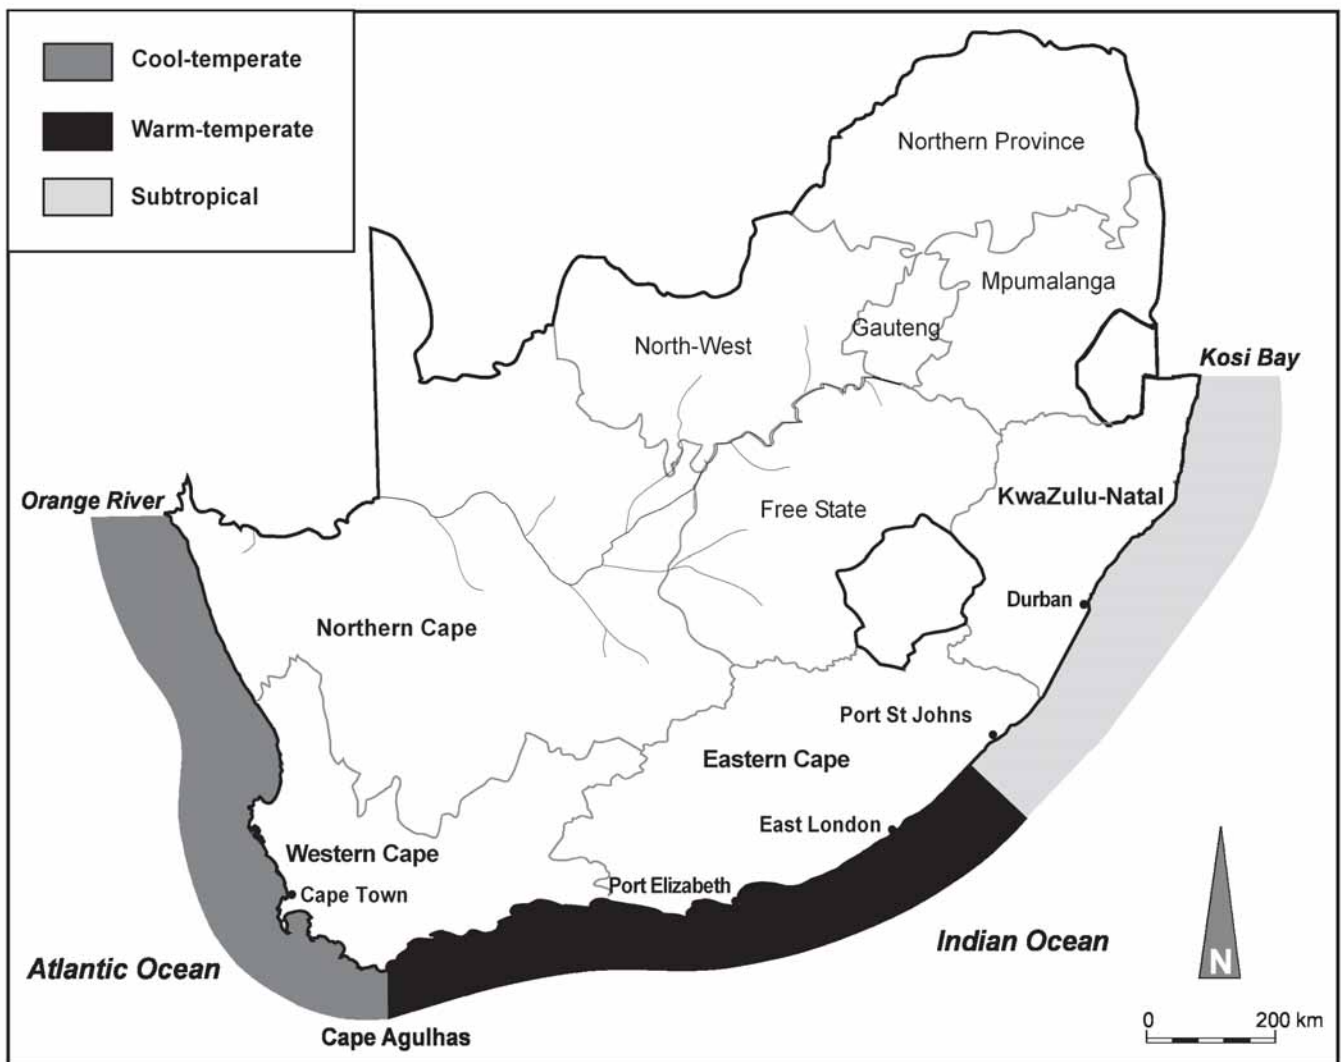 Cool-temperate
Warm-temperate
Subtropical
Northern Province
Mpumalanga
Gauteng
North-West
Kosi Bay
Orange River
KwaZulu-Natal
Free State
Durban
Northern Cape
Port St Johns
Eastern Cape
East London
Western Cape
Port Elizabeth
Cape Town
Indian Ocean
Atlantic Ocean
N
Cape Agulhas
0 200 km